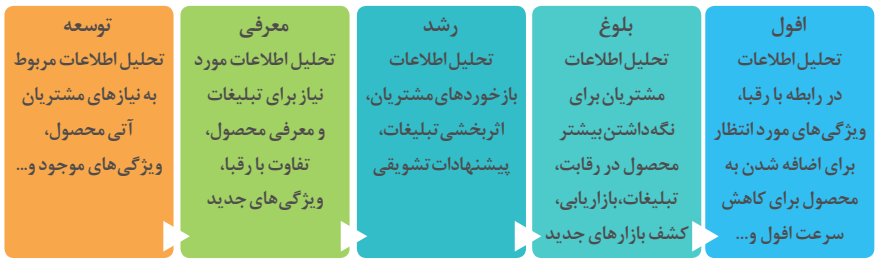 توسعه
تحلیل اطلاعات مربوط
به نیازهای مشتریان
آتی محصول،
ویژگی‌های موجود و...
معرفی
تحلیل اطلاعات مورد
نیاز برای تبلیغات
و معرفی محصول،
تفاوت با رقبا،
ویژگی‌های جدید
رشد
تحلیل اطلاعات
بازخوردهای مشتریان،
اثربخشی تبلیغات،
پیشنهادات تشویقی
بلوغ
تحلیل اطلاعات
مشتریان برای
نگه‌داشتن بیشتر
محصول در رقابت،
تبلیغات، بازاریابی،
کشف بازارهای جدید
افول
تحلیل اطلاعات
در رابطه با رقبا،
ویژگی‌های مورد انتظار
برای اضافه شدن به
محصول برای کاهش
سرعت افول و...